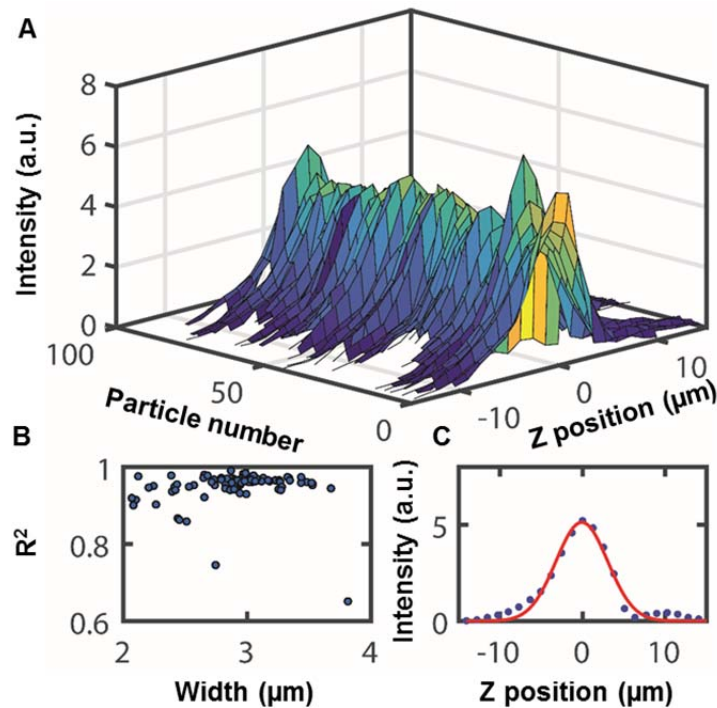 A
8
6
4
2
0
Intensity (a.u.)
100
50
0
Particle number
-10
0
10
Z position (µm)
B
1
0.8
0.6
R²
2
3
4
Width (µm)
C
5
0
Intensity (a.u.)
-10
0
10
Z position (µm)